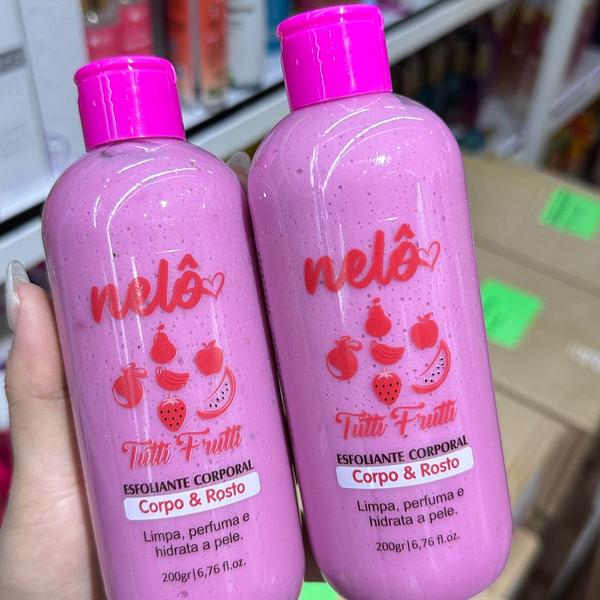 nelô
Tutti Frutti
ESFOLIANTE CORPORAL
Corpo & Rosto
Limpa, perfuma e
hidrata a pele.
200gr|6,76 fl.oz.
nelô
Tutti Frutti
ESFOLIANTE CORPORAL
Corpo & Rosto
Limpa, perfuma e
hidrata a pele.
200gr|6,76 fl.oz.